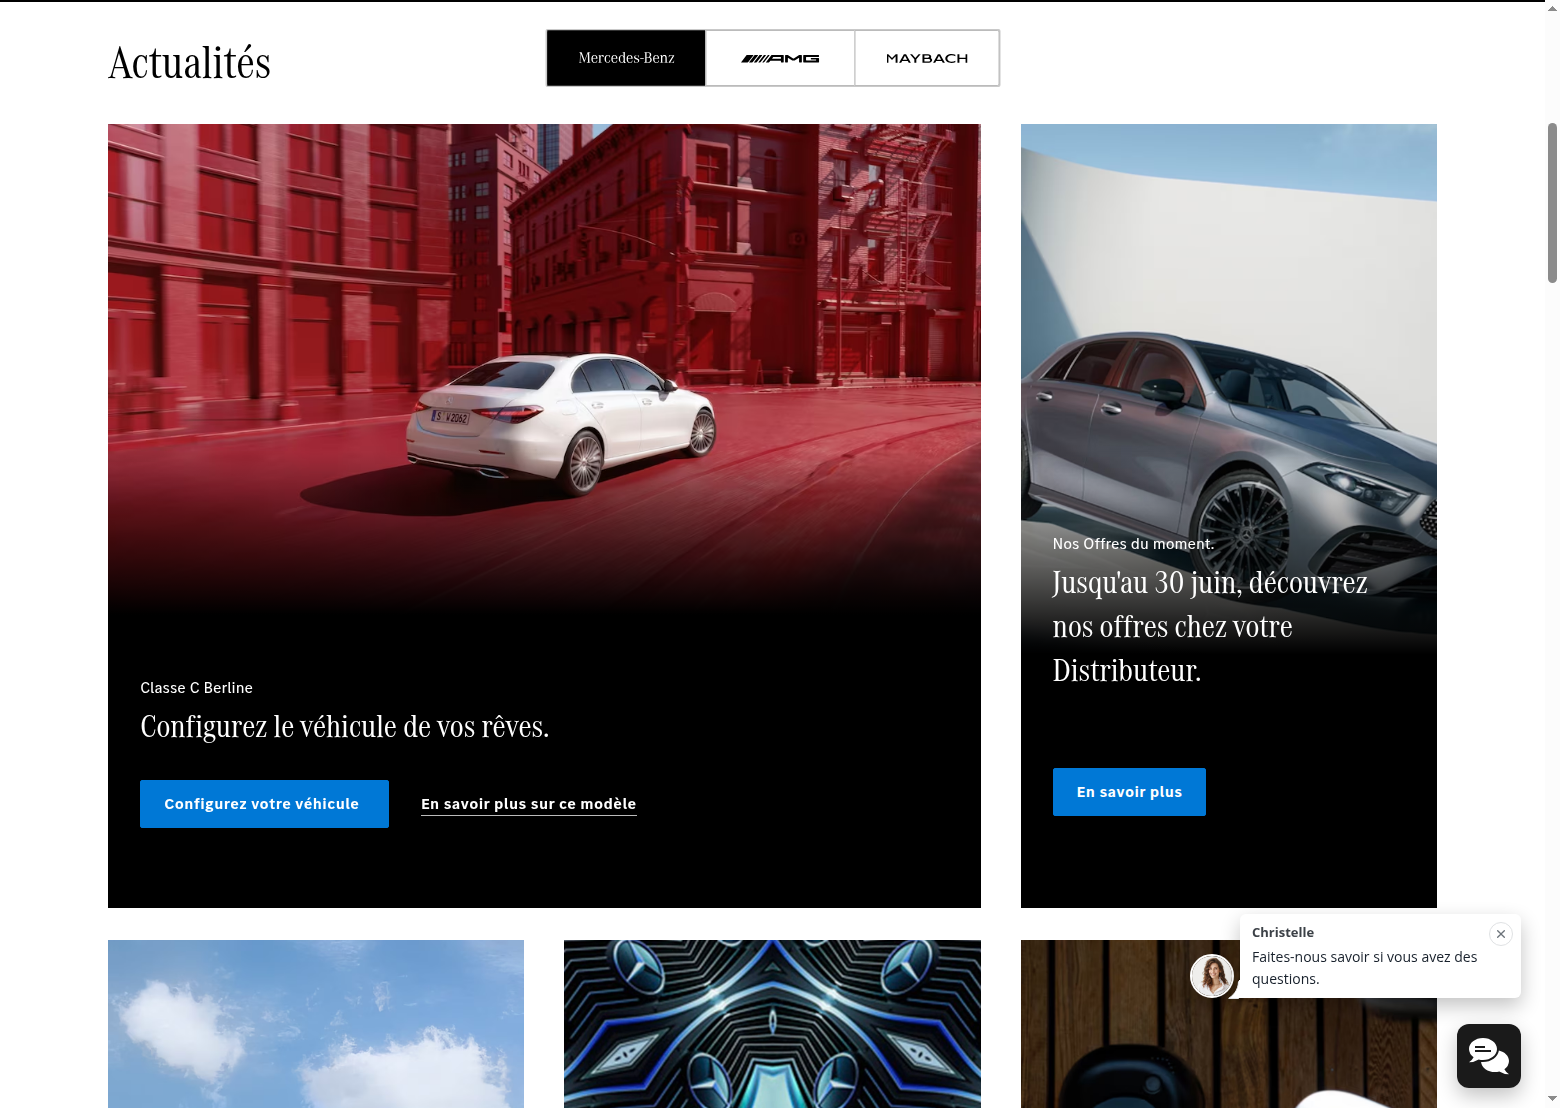 Actualités
Mercedes-Benz
AMG
MAYBACH
Classe C Berline
Configurez le véhicule de vos rêves.
Configurez votre véhicule
En savoir plus sur ce modèle
Nos Offres du moment.
Jusqu'au 30 juin, découvrez
nos offres chez votre
Distributeur.
En savoir plus
Christelle
Faites-nous savoir si vous avez des
questions.